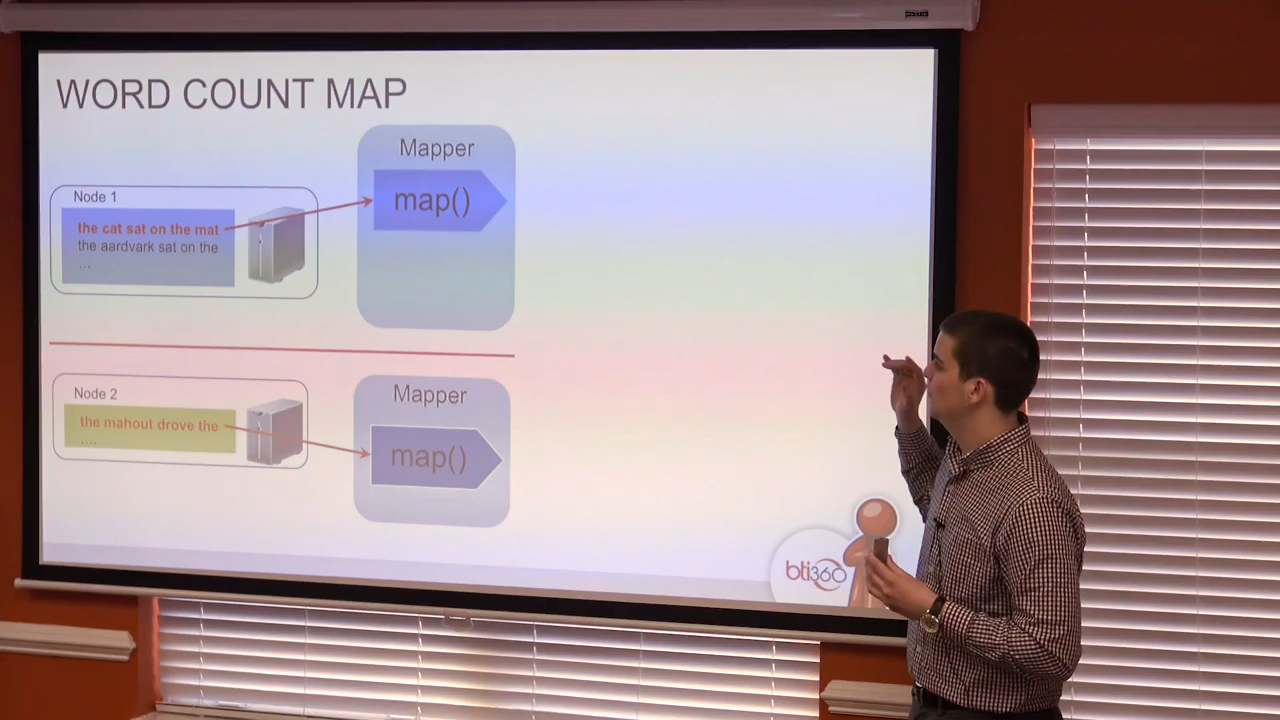 WORD COUNT MAP
Mapper
map()
Node 1
the cat sat on the mat
the aardvark sat on the
...
Node 2
the mahout drove the
....
Mapper
map()
bti360